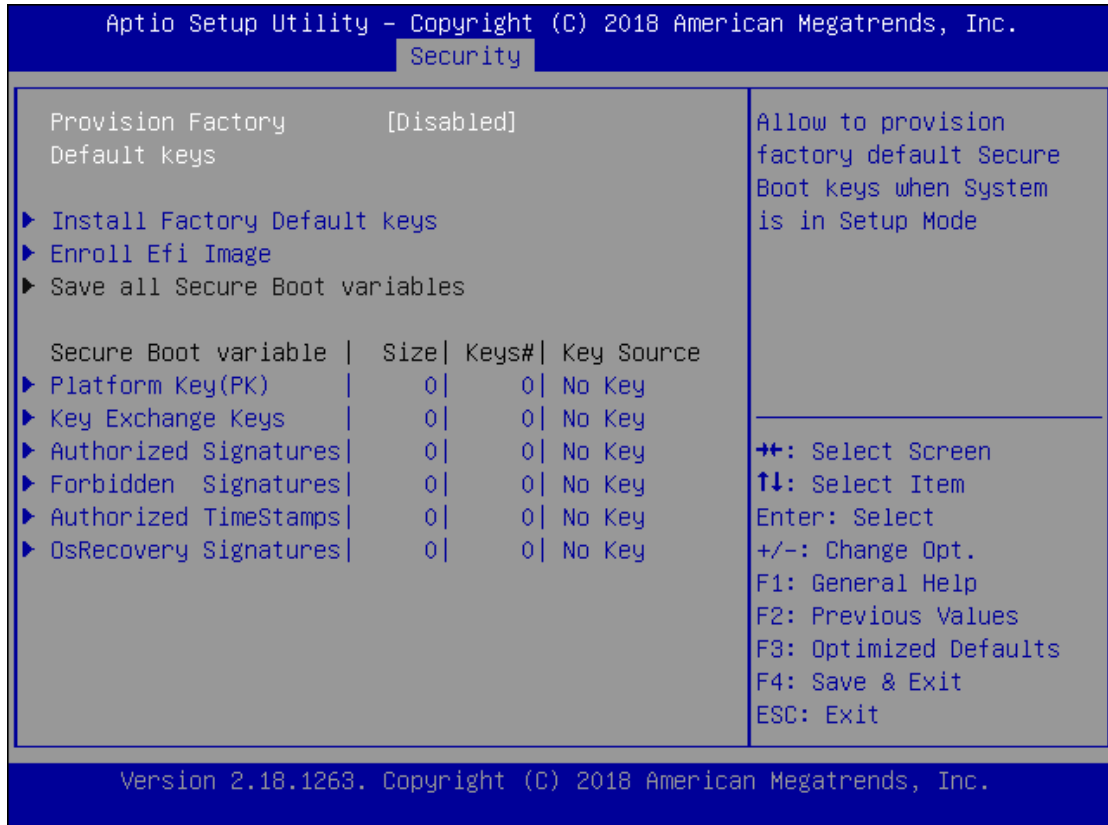 Aptio Setup Utility – Copyright (C) 2018 American Megatrends, Inc.
Security
Provision Factory [Disabled]
Default keys
Install Factory Default keys
Enroll Efi Image
Save all Secure Boot variables
Secure Boot variable | Size| Keys#| Key Source
Platform Key(PK) | 0| 0| No Key
Key Exchange Keys | 0| 0| No Key
Authorized Signatures| 0| 0| No Key
Forbidden Signatures| 0| 0| No Key
Authorized TimeStamps| 0| 0| No Key
OsRecovery Signatures| 0| 0| No Key
Allow to provision
factory default Secure
Boot keys when System
is in Setup Mode
→←: Select Screen
↑↓: Select Item
Enter: Select
+/-: Change Opt.
F1: General Help
F2: Previous Values
F3: Optimized Defaults
F4: Save & Exit
ESC: Exit
Version 2.18.1263. Copyright (C) 2018 American Megatrends, Inc.